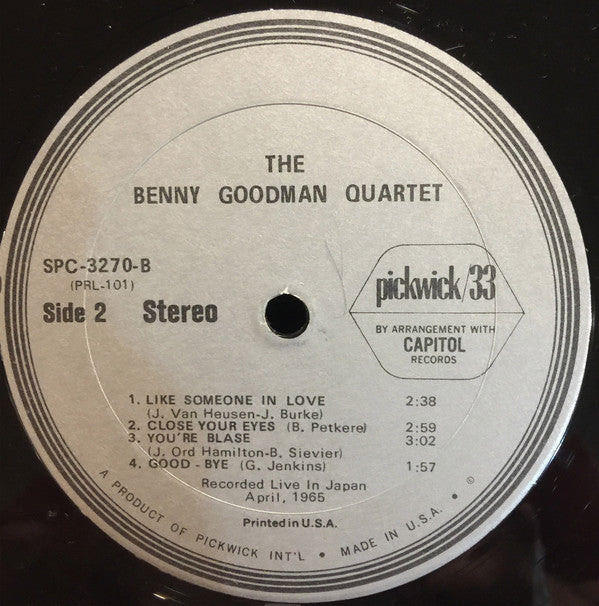 THE
BENNY GOODMAN QUARTET
SPC-3270-B
(PRL-101)
Side 2 Stereo
pickwick/33
BY ARRANGEMENT WITH
CAPITOL
RECORDS
1. LIKE SOMEONE IN LOVE 2:38
(J. Van Heusen-J. Burke)
2. CLOSE YOUR EYES (B. Petkere) 2:59
3. YOU'RE BLASE 3:02
(J. Ord Hamilton-B. Sievier)
4. GOOD-BYE (G. Jenkins) 1:57
Recorded Live In Japan
April, 1965
Printed in U.S.A.
A PRODUCT OF PICKWICK INT'L • MADE IN U.S.A. • ©